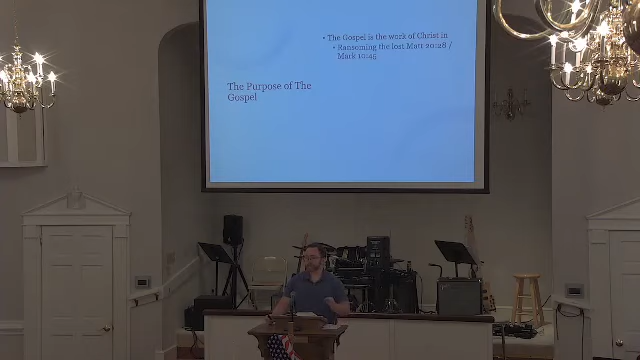 • The Gospel is the work of Christ in
• Ransoming the lost Matt 20:28 /
Mark 10:45
The Purpose of The
Gospel